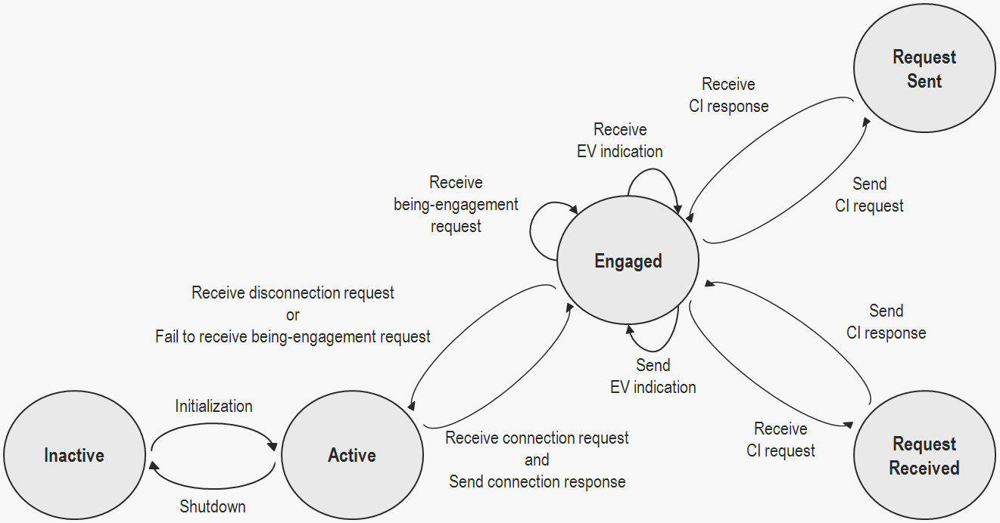 Request
Sent
Receive
CI response
Receive
EV indication
Send
CI request
Receive
being-engagement
request
Engaged
Receive disconnection request
or
Fail to receive being-engagement request
Send
CI response
Send
EV indication
Initialization
Receive
CI request
Receive connection request
and
Send connection response
Inactive
Active
Request
Received
Shutdown